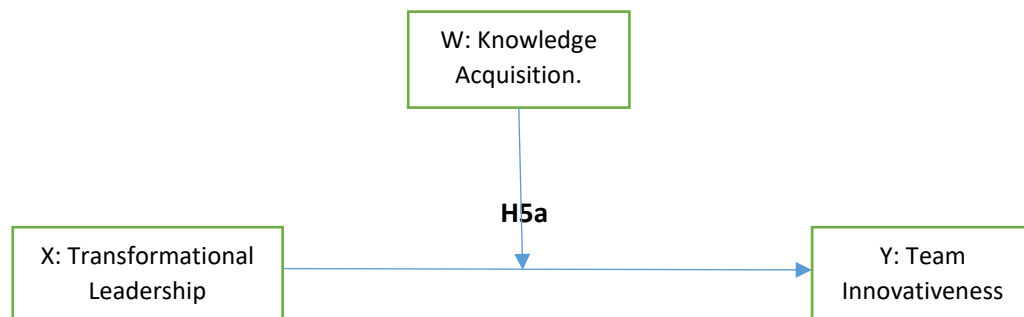 W: Knowledge
Acquisition.
H5a
X: Transformational
Leadership
Y: Team
Innovativeness